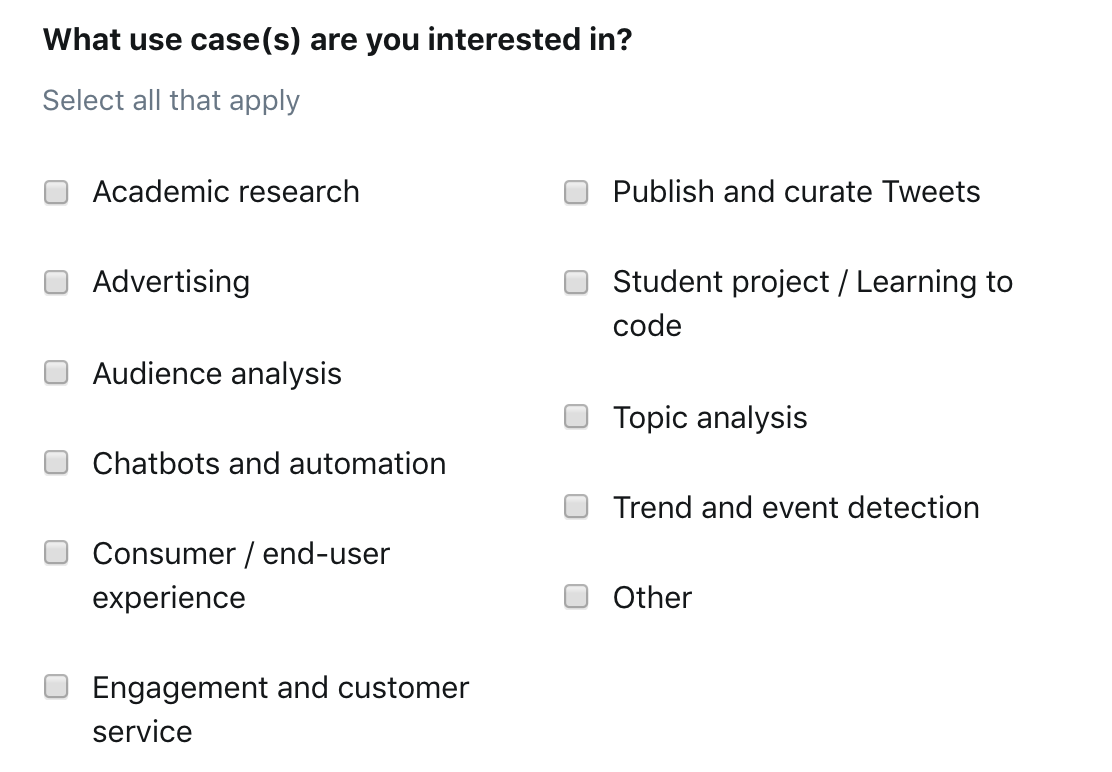 What use case(s) are you interested in?
Select all that apply
Academic research
Advertising
Audience analysis
Chatbots and automation
Consumer / end-user
experience
Engagement and customer
service
Publish and curate Tweets
Student project / Learning to
code
Topic analysis
Trend and event detection
Other